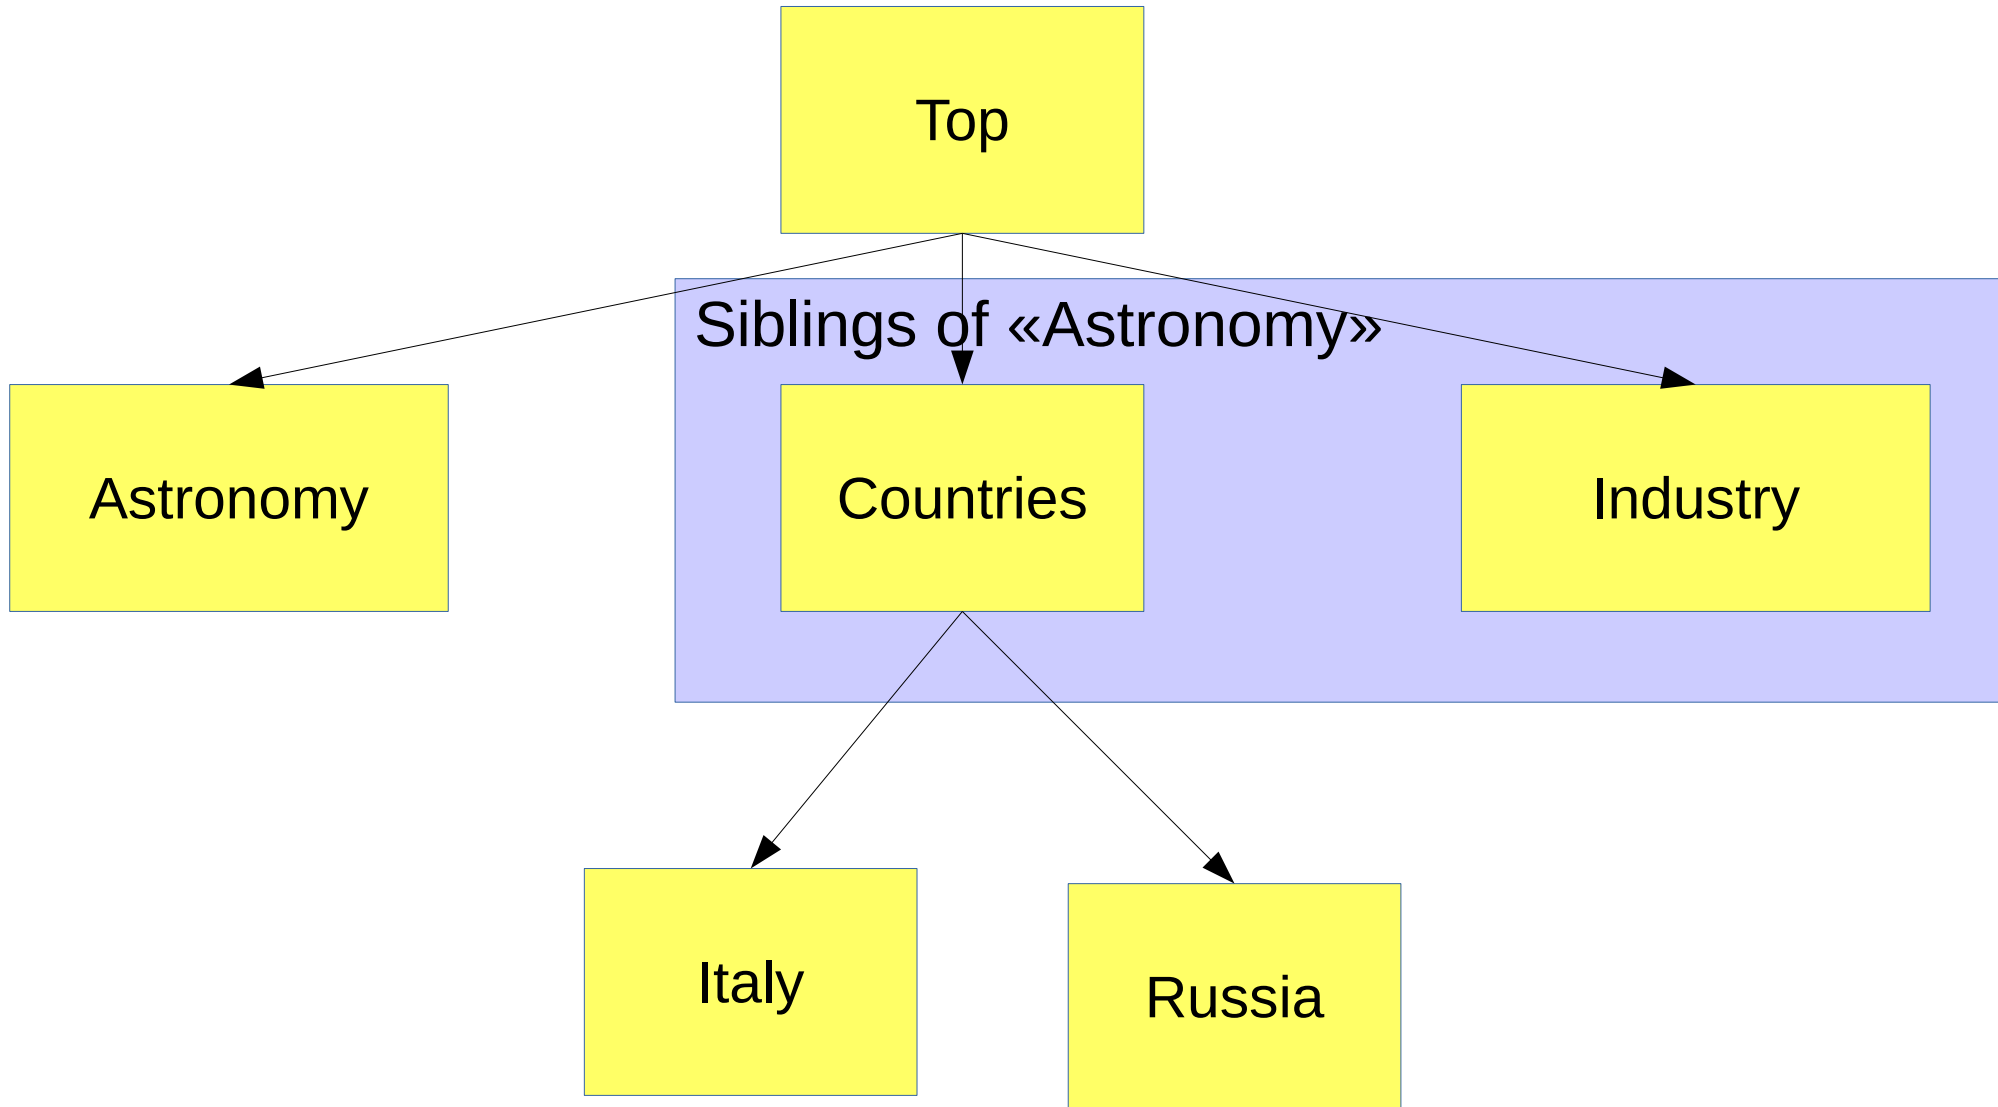 Top
Siblings of «Astronomy»
Astronomy
Countries
Industry
Italy
Russia